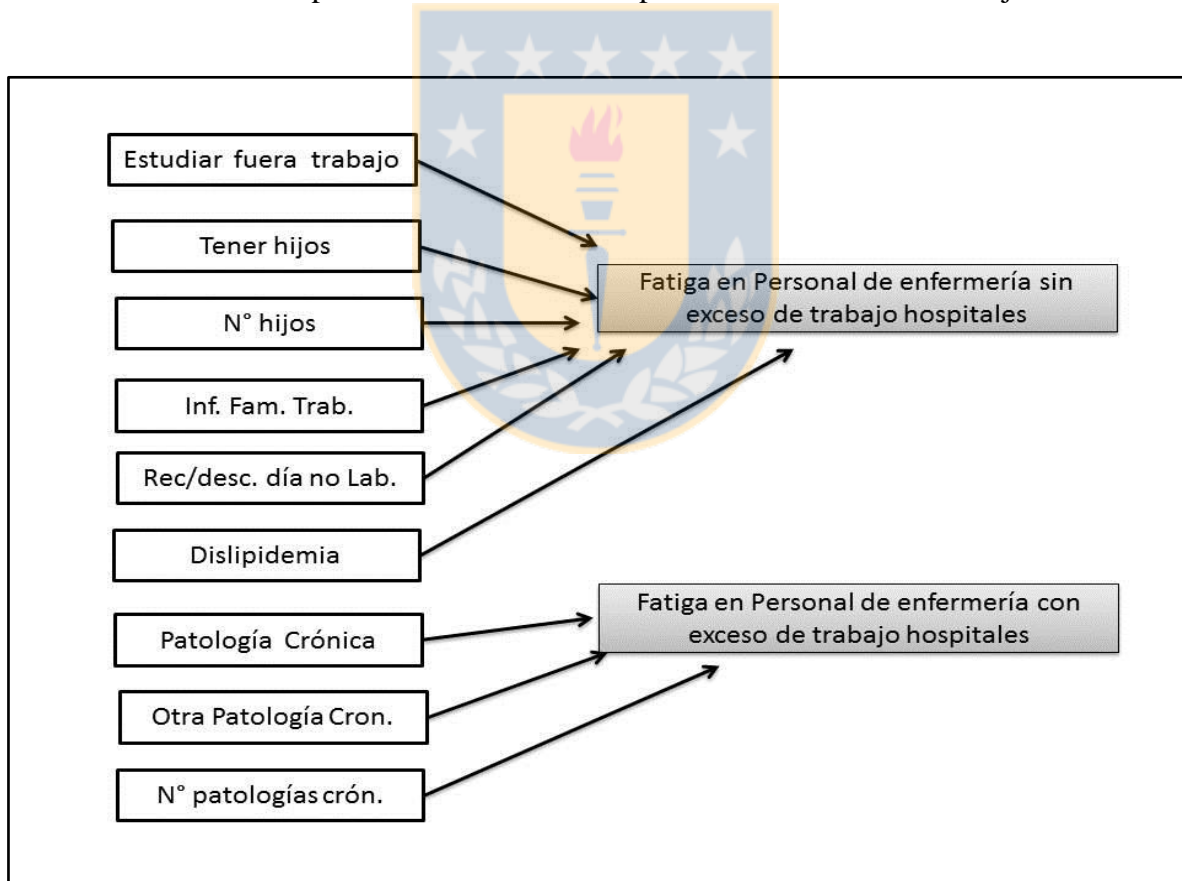 Estudiar fuera trabajo
Tener hijos
N° hijos
Inf. Fam. Trab.
Rec/desc. día no Lab.
Dislipidemia
Patología Crónica
Otra Patología Cron.
N° patologías crón.
Fatiga en Personal de enfermería sin
exceso de trabajo hospitales
Fatiga en Personal de enfermería con
exceso de trabajo hospitales